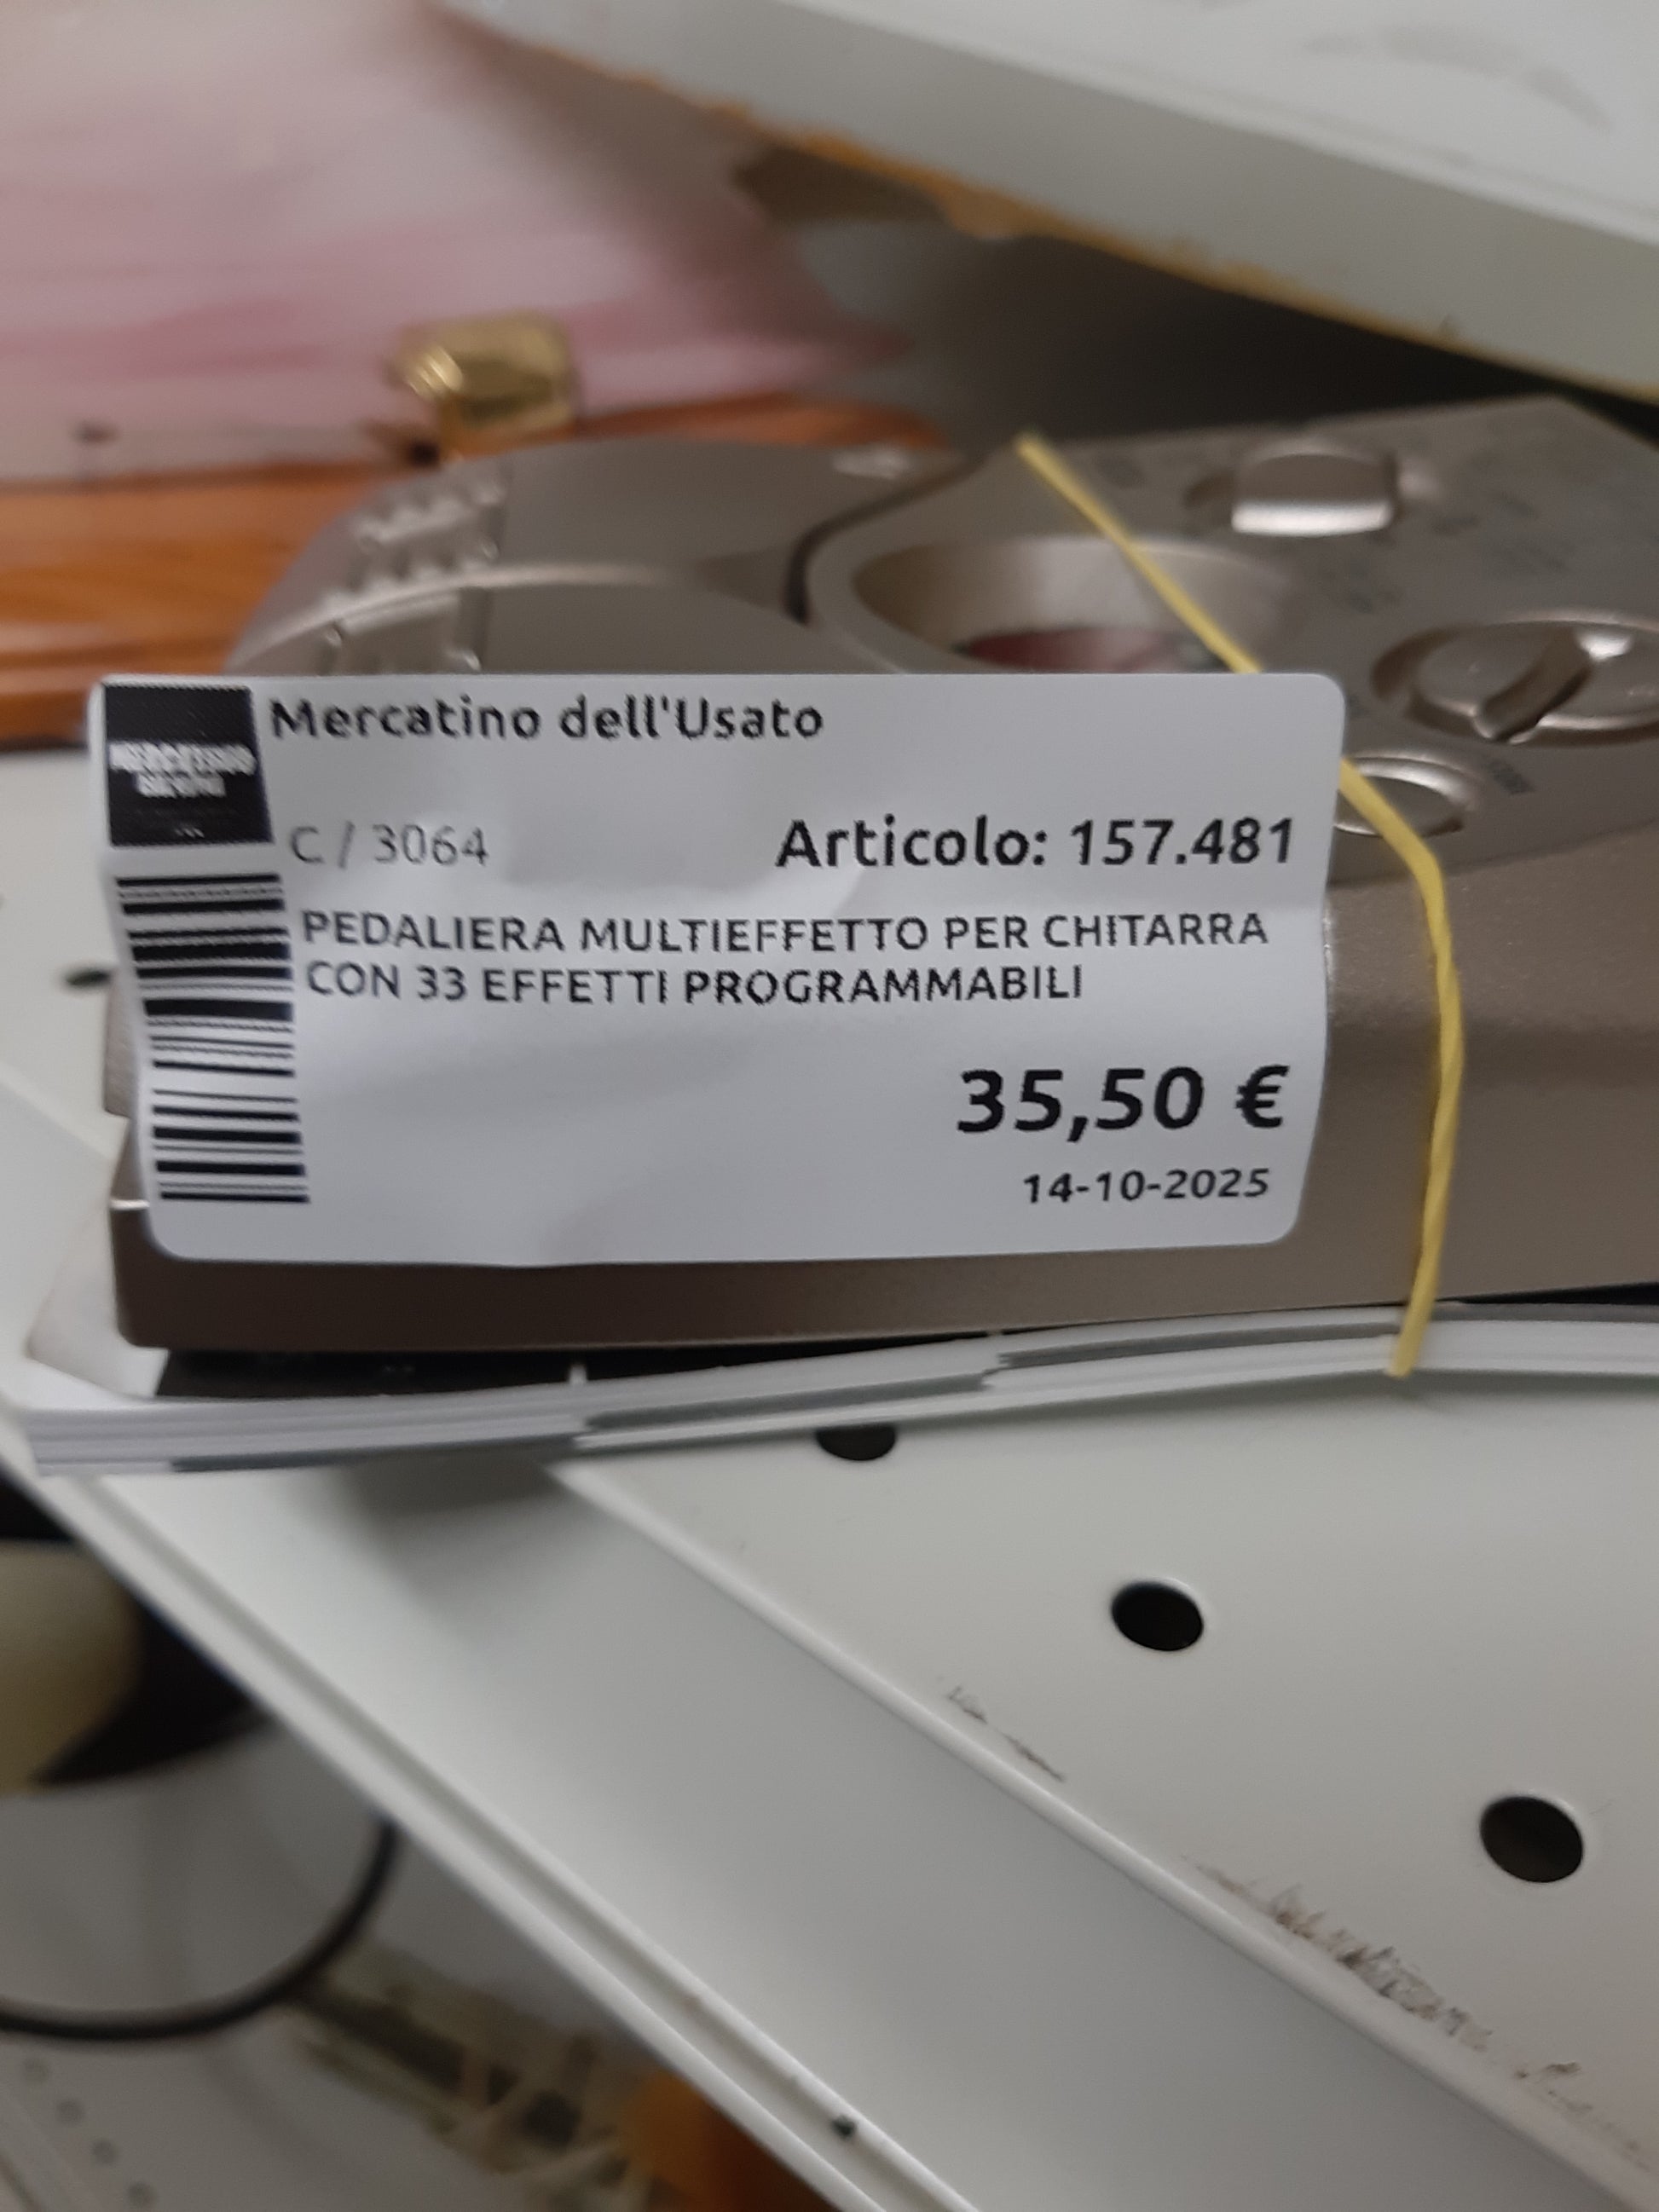 Mercatino dell'Usato
C / 3064
Articolo: 157.481
PEDALIERA MULTIEFFETTO PER CHITARRA
CON 33 EFFETTI PROGRAMMABILI
35,50 €
14-10-2025